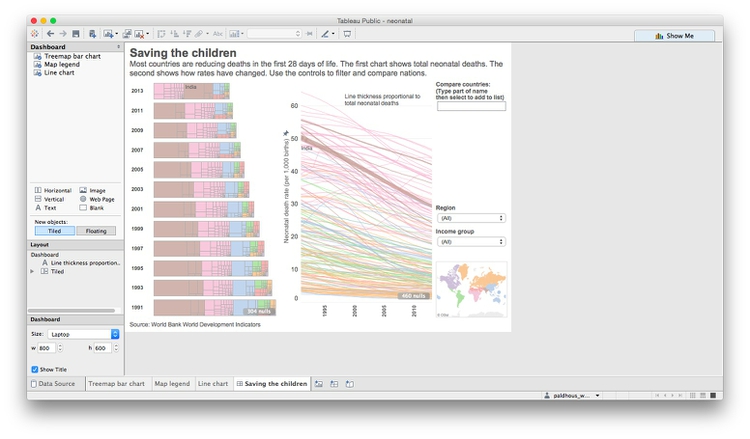 Tableau Public - neonatal
Abc
Show Me
Dashboard
Treemap bar chart
Map legend
Line chart
Horizontal
Image
Vertical
Web Page
Text
Blank
New objects:
Tiled
Floating
Layout
Dashboard
Line thickness proportion..
Tiled
Dashboard
Size:
Laptop
w
800
h
600
Show Title
Saving the children
Most countries are reducing deaths in the first 28 days of life. The first chart shows total neonatal deaths. The
second shows how rates have changed. Use the controls to filter and compare nations.
2013
India
2011
2009
2007
2005
2003
2001
1999
1997
1995
1993
1991
304 nulls
Neonatal death rate (per 1,000 births)
60
50
40
30
20
10
0
Line thickness proportional to
total neonatal deaths
India
460 nulls
1995
2000
2005
2010
Compare countries:
(Type part of name
then select to add to list)
Region
(All)
Income group
(All)
Source: World Bank World Development Indicators
Data Source
Treemap bar chart
Map legend
Line chart
Saving the children
paldhous_w...